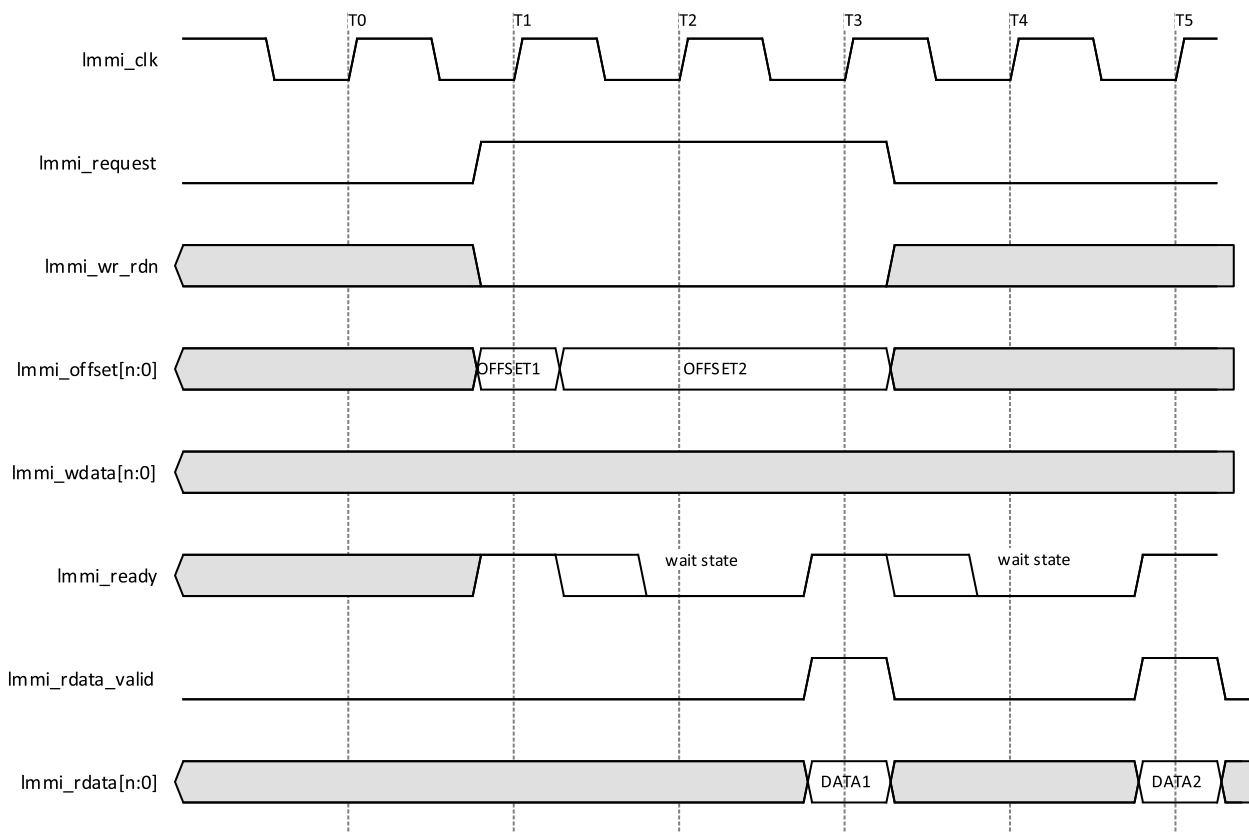 T0 T1 T2 T3 T4 T5
lmmi_clk
lmmi_request
lmmi_wr_rdn
lmmi_offset[n:0] OFFSET1 OFFSET2
lmmi_wdata[n:0]
lmmi_ready wait state wait state
lmmi_rdata_valid
lmmi_rdata[n:0] DATA1 DATA2